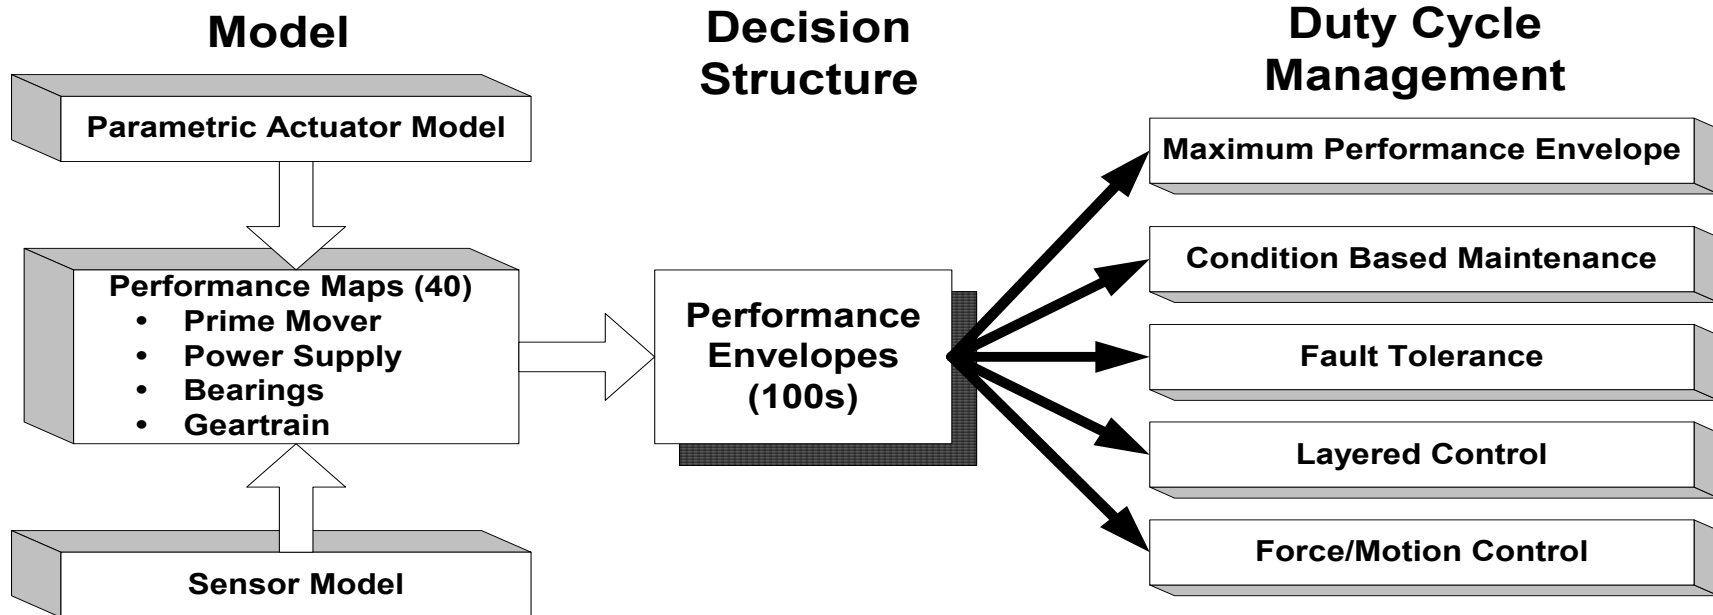 Model
Parametric Actuator Model
Performance Maps (40)
• Prime Mover
• Power Supply
• Bearings
• Geartrain
Sensor Model
Decision
Structure
Performance
Envelopes
(100s)
Duty Cycle
Management
Maximum Performance Envelope
Condition Based Maintenance
Fault Tolerance
Layered Control
Force/Motion Control